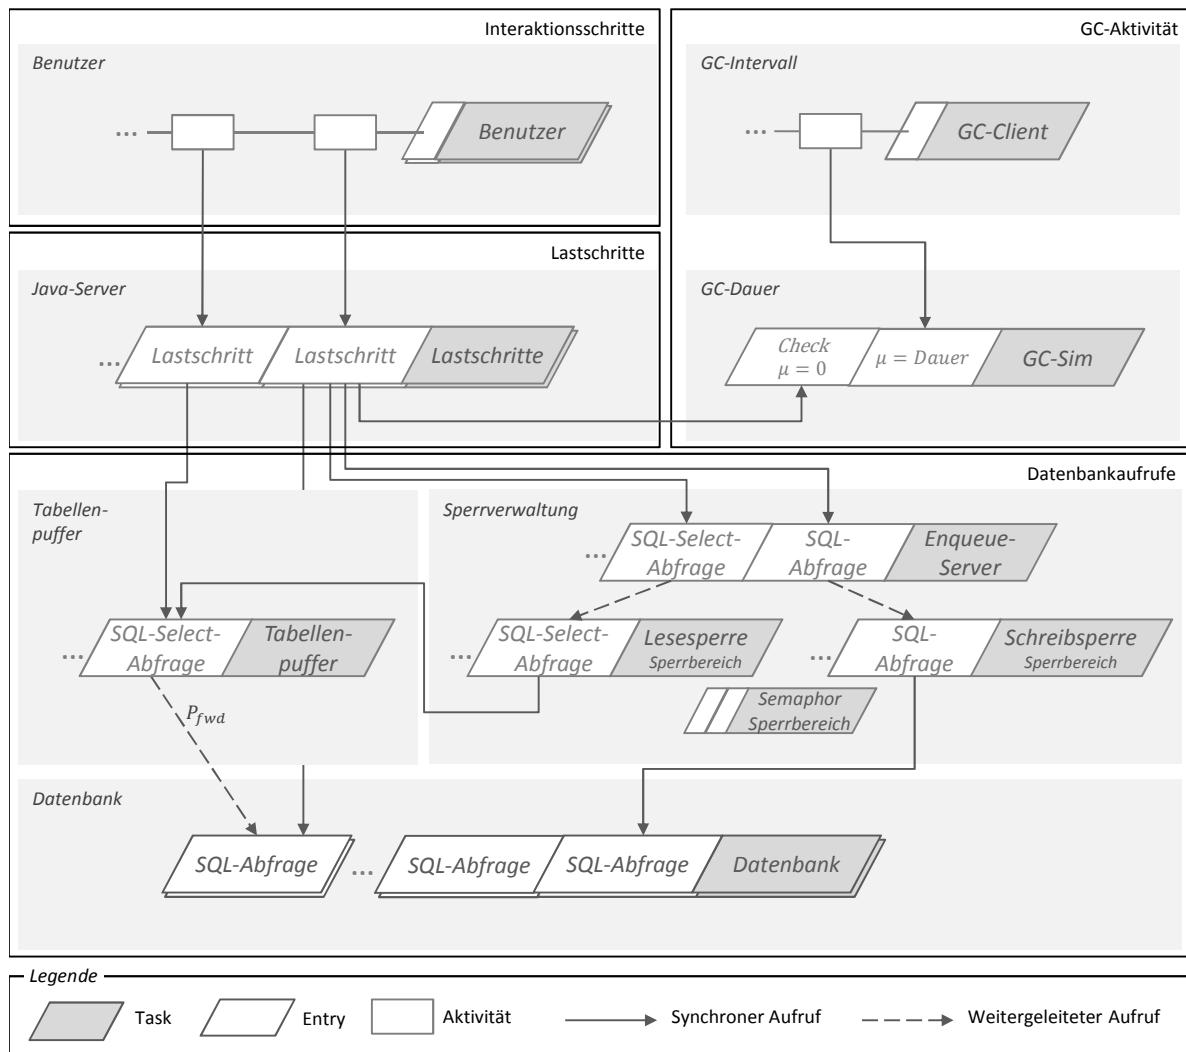 Interaktionsschritte
Benutzer
...
Benutzer
GC-Aktivität
GC-Intervall
...
GC-Client
Lastschritte
Java-Server
...
Lastschritt
Lastschritt
Lastschritte
GC-Dauer
Check
μ = 0
μ = Dauer
GC-Sim
Datenbankaufrufe
Tabellen-
puffer
Sperrverwaltung
...
SQL-Select-
Abfrage
SQL-
Abfrage
Enqueue-
Server
...
SQL-Select-
Abfrage
Tabellen-
puffer
...
SQL-Select-
Abfrage
Lesesperre
Sperrbereich
...
SQL-
Abfrage
Schreibsperre
Sperrbereich
Semaphor
Sperrbereich
P_fwd
Datenbank
SQL-Abfrage
...
SQL-Abfrage
SQL-Abfrage
Datenbank
Legende
Task
Entry
Aktivität
Synchroner Aufruf
Weitergeleiteter Aufruf